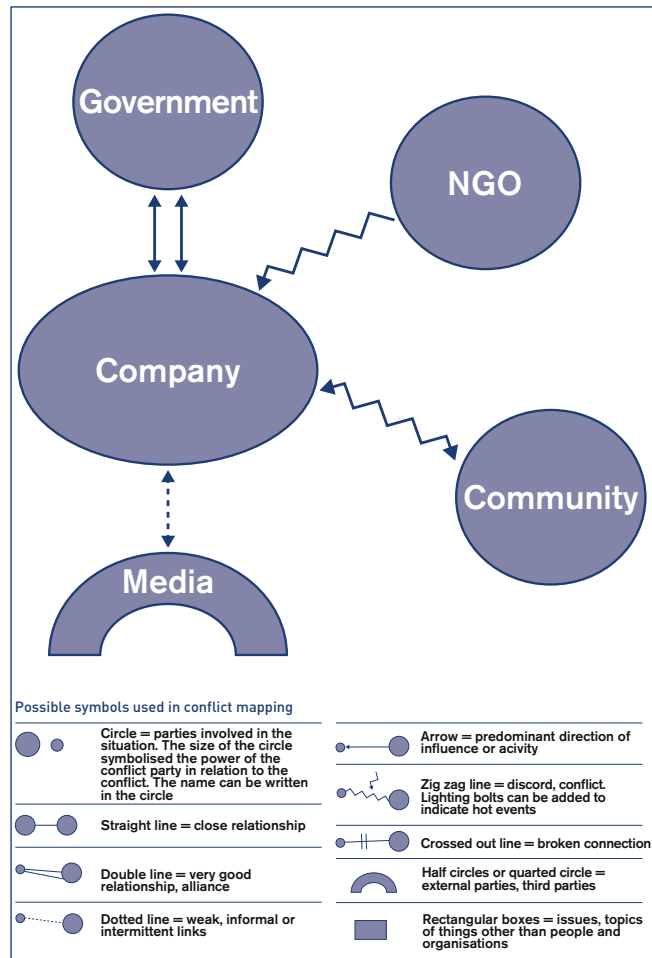 Government
NGO
Company
Community
Media
Possible symbols used in conflict mapping
Circle = parties involved in the
situation. The size of the circle
symbolised the power of the
conflict party in relation to the
conflict. The name can be written
in the circle
Straight line = close relationship
Double line = very good
relationship, alliance
Dotted line = weak, informal or
intermittent links
Arrow = predominant direction of
influence or acivity
Zig zag line = discord, conflict.
Lighting bolts can be added to
indicate hot events
Crossed out line = broken connection
Half circles or quarted circle =
external parties, third parties
Rectangular boxes = issues, topics
of things other than people and
organisations